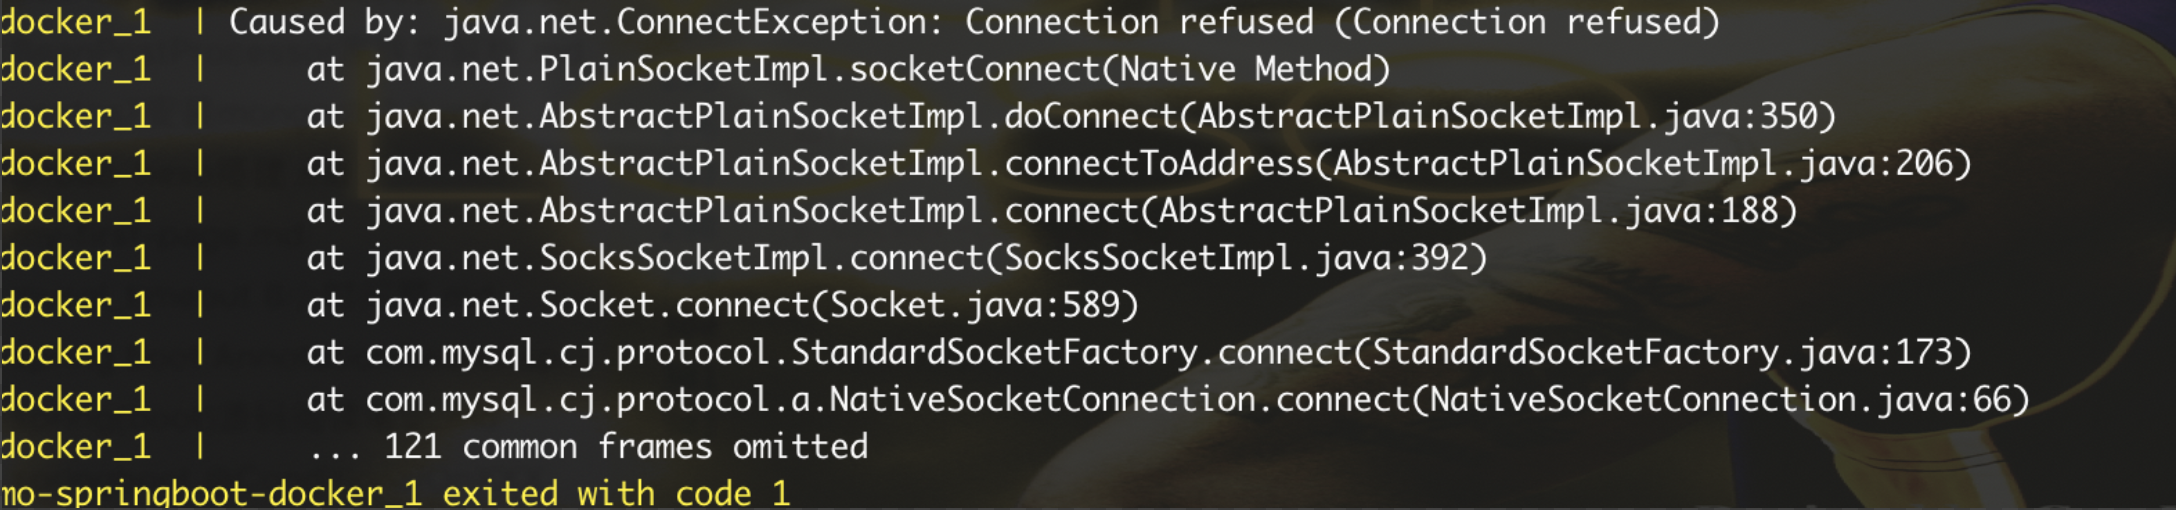 docker_1  | Caused by: java.net.ConnectException: Connection refused (Connection refused)
docker_1  |     at java.net.PlainSocketImpl.socketConnect(Native Method)
docker_1  |     at java.net.AbstractPlainSocketImpl.doConnect(AbstractPlainSocketImpl.java:350)
docker_1  |     at java.net.AbstractPlainSocketImpl.connectToAddress(AbstractPlainSocketImpl.java:206)
docker_1  |     at java.net.AbstractPlainSocketImpl.connect(AbstractPlainSocketImpl.java:188)
docker_1  |     at java.net.SocksSocketImpl.connect(SocksSocketImpl.java:392)
docker_1  |     at java.net.Socket.connect(Socket.java:589)
docker_1  |     at com.mysql.cj.protocol.StandardSocketFactory.connect(StandardSocketFactory.java:173)
docker_1  |     at com.mysql.cj.protocol.a.NativeSocketConnection.connect(NativeSocketConnection.java:66)
docker_1  |     ... 121 common frames omitted
mo-springboot-docker_1 exited with code 1